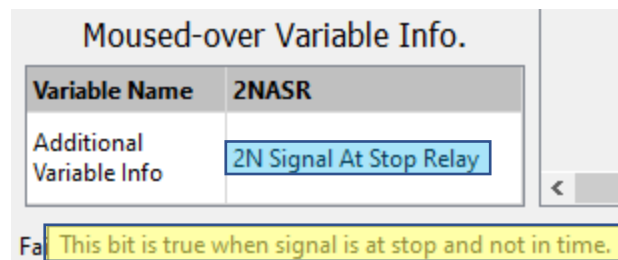 Moused-over Variable Info.
Variable Name 2NASR
Additional
Variable Info
2N Signal At Stop Relay
<
This bit is true when signal is at stop and not in time.